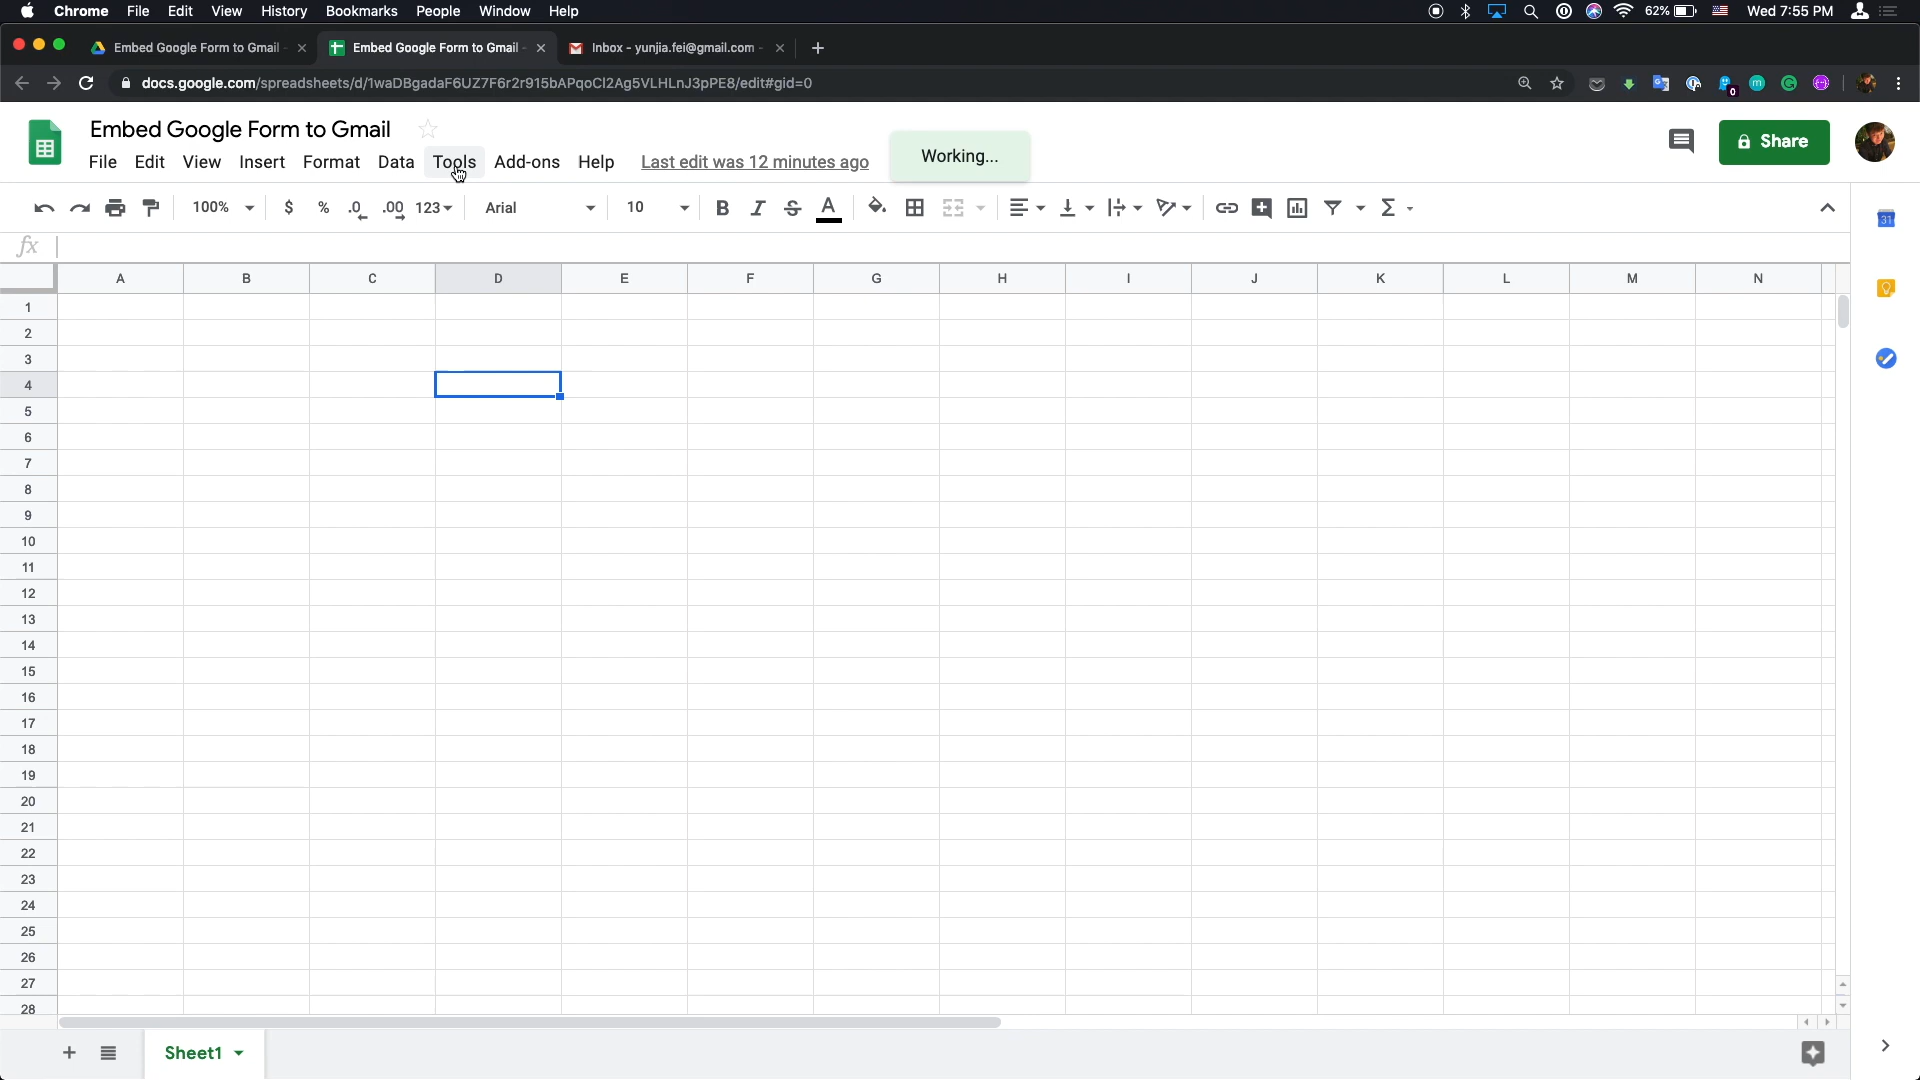 Chrome File Edit View History Bookmarks People Window Help 62% Wed 7:55 PM
Embed Google Form to Gmail - Embed Google Form to Gmail - Inbox - yunjia.fei@gmail.com -
docs.google.com/spreadsheets/d/1waDBgadaF6UZ7F6r2r915bAPqoCl2Ag5VLHLnJ3pPE8/edit#gid=0
Embed Google Form to Gmail
Working...
Share
File Edit View Insert Format Data Tools Add-ons Help Last edit was 12 minutes ago
100% $ % .0 .00 123 Arial 10 B I S A
31
fx
A B C D E F G H I J K L M N
1
2
3
4
5
6
7
8
9
10
11
12
13
14
15
16
17
18
19
20
21
22
23
24
25
26
27
28
Sheet1